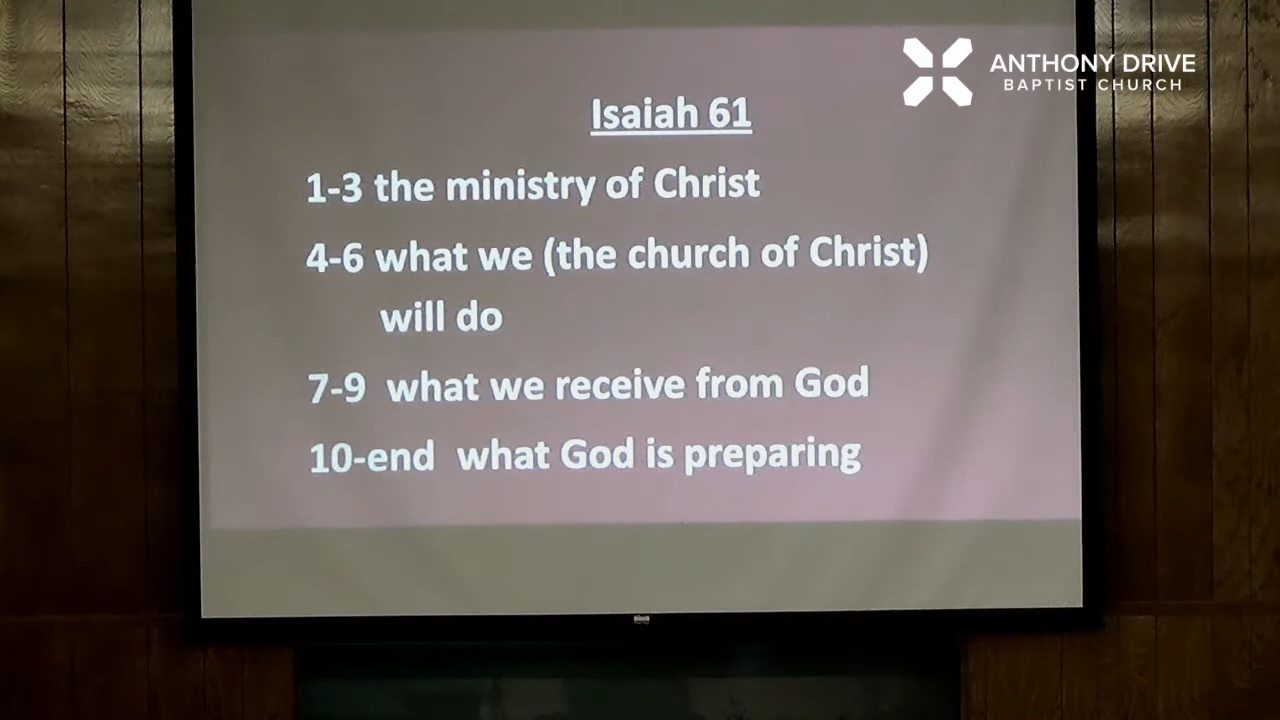 ANTHONY DRIVE
BAPTIST CHURCH
Isaiah 61
1-3 the ministry of Christ
4-6 what we (the church of Christ)
will do
7-9 what we receive from God
10-end what God is preparing